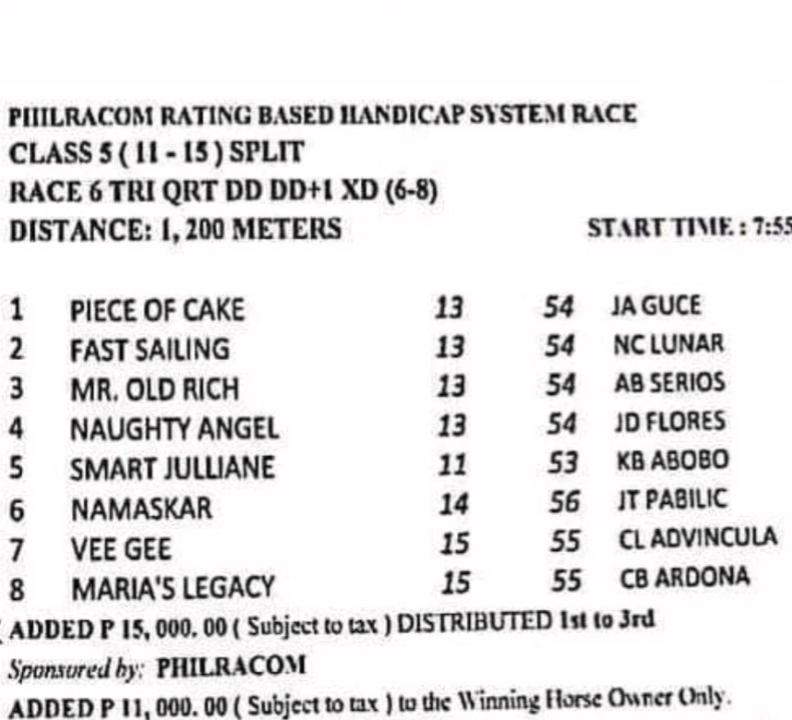 PHILRACOM RATING BASED HANDICAP SYSTEM RACE
CLASS 5 ( 11 - 15 ) SPLIT
RACE 6 TRI QRT DD DD+1 XD (6-8)
DISTANCE: 1, 200 METERS START TIME : 7:55
1 PIECE OF CAKE 13 54 JA GUCE
2 FAST SAILING 13 54 NC LUNAR
3 MR. OLD RICH 13 54 AB SERIOS
4 NAUGHTY ANGEL 13 54 JD FLORES
5 SMART JULLIANE 11 53 KB ABOBO
6 NAMASKAR 14 56 JT PABILIC
7 VEE GEE 15 55 CL ADVINCULA
8 MARIA'S LEGACY 15 55 CB ARDONA
ADDED P 15, 000. 00 ( Subject to tax ) DISTRIBUTED 1st to 3rd
Sponsored by: PHILRACOM
ADDED P 11, 000. 00 ( Subject to tax ) to the Winning Horse Owner Only.